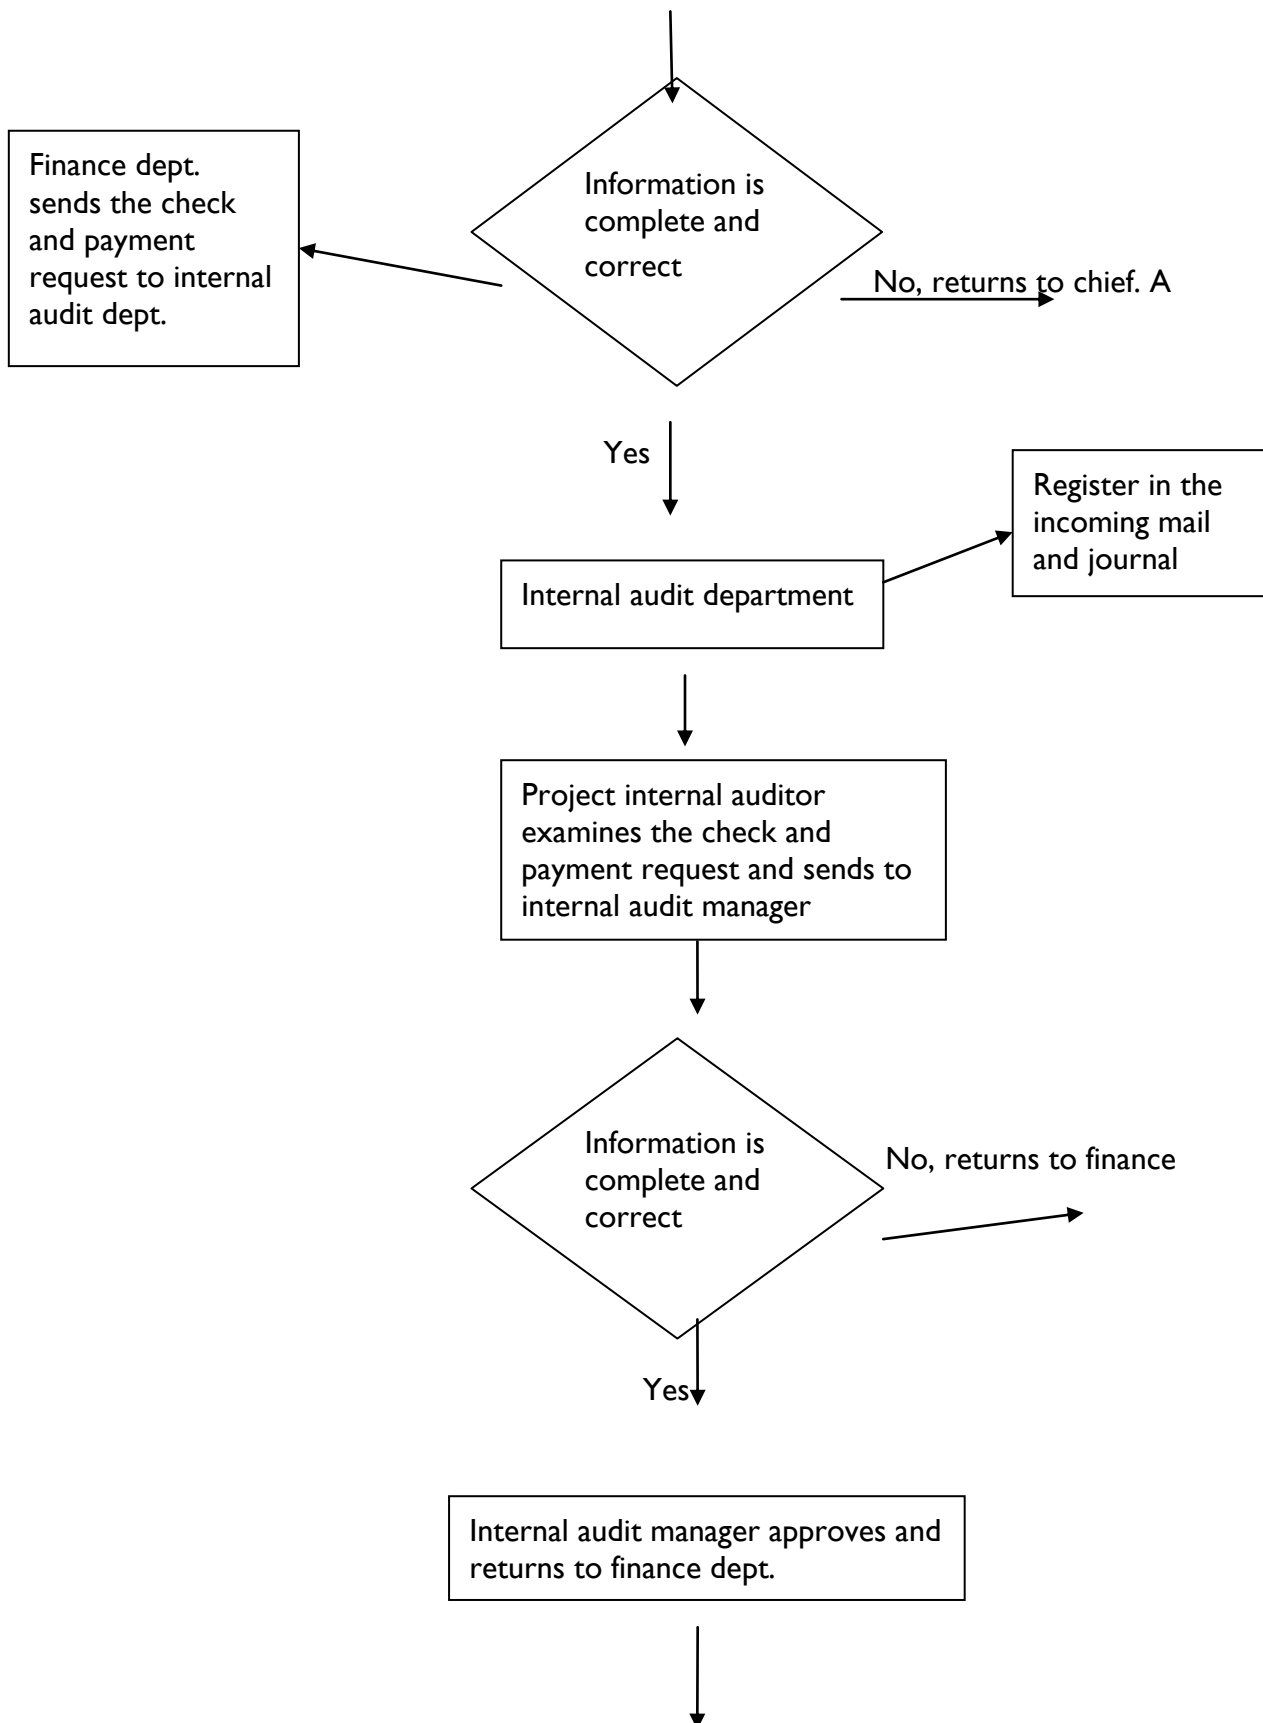 Finance dept.
sends the check
and payment
request to internal
audit dept.
Information is
complete and
correct
No, returns to chief. A
Yes
Register in the
incoming mail
and journal
Internal audit department
Project internal auditor
examines the check and
payment request and sends to
internal audit manager
Information is
complete and
correct
No, returns to finance
Yes
Internal audit manager approves and
returns to finance dept.